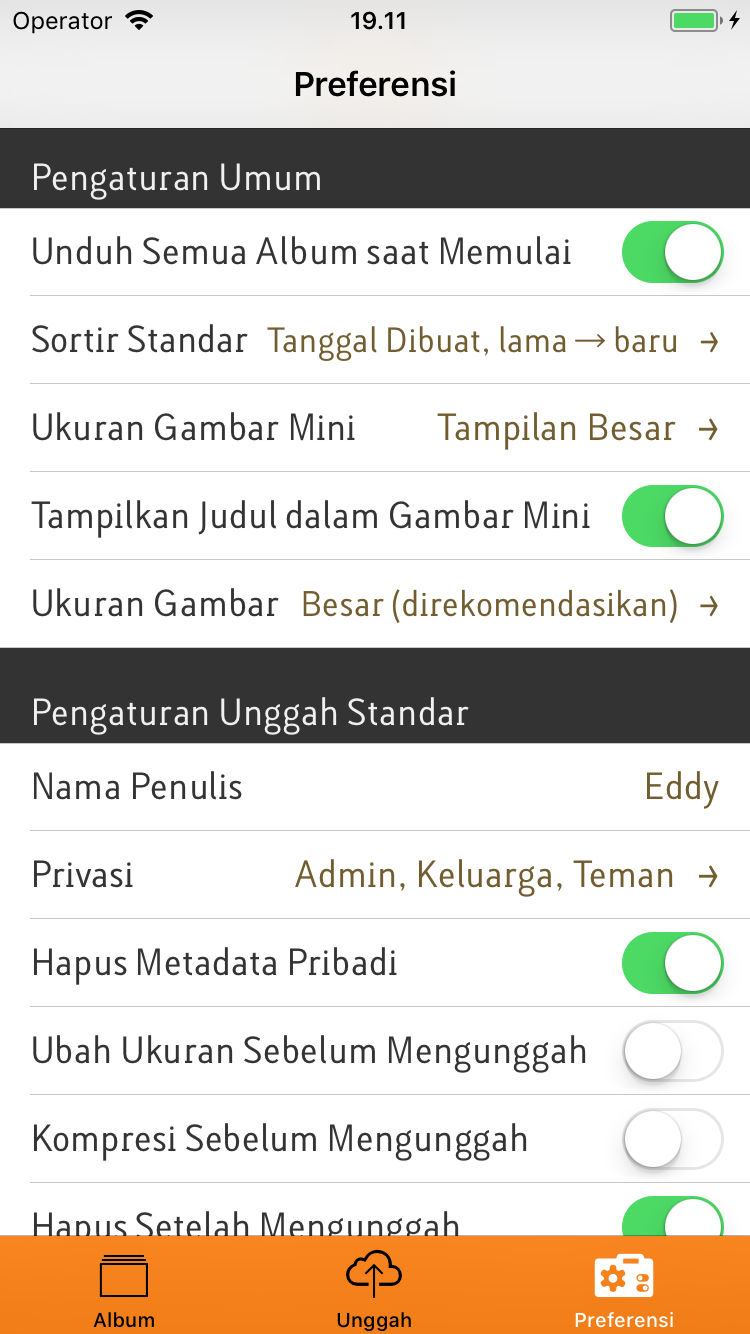 Operator 19.11
Preferensi
Pengaturan Umum
Unduh Semua Album saat Memulai
Sortir Standar Tanggal Dibuat, lama → baru →
Ukuran Gambar Mini Tampilan Besar →
Tampilkan Judul dalam Gambar Mini
Ukuran Gambar Besar (direkomendasikan) →
Pengaturan Unggah Standar
Nama Penulis Eddy
Privasi Admin, Keluarga, Teman →
Hapus Metadata Pribadi
Ubah Ukuran Sebelum Mengunggah
Kompresi Sebelum Mengunggah
Hapus Setelah Mengunggah
Album Unggah Preferensi